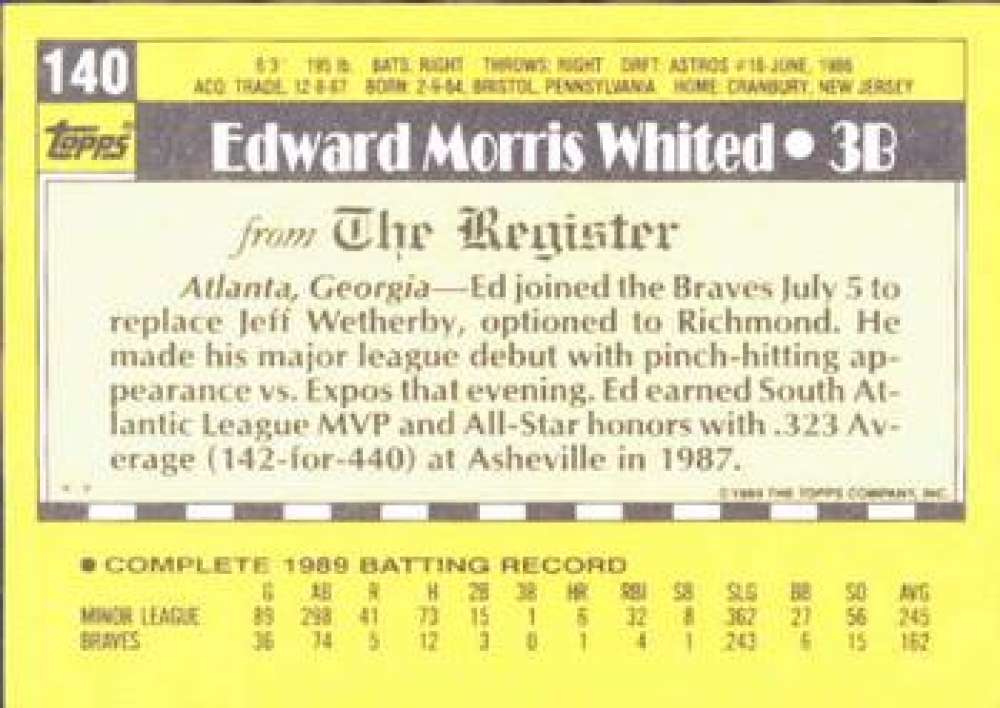 140
6'3" 195 lb. BATS: RIGHT THROWS: RIGHT DRFT: ASTROS #18-JUNE, 1986
ACQ: TRADE, 12-8-87 BORN: 2-9-64, BRISTOL, PENNSYLVANIA HOME: CRANBURY, NEW JERSEY
Topps®
Edward Morris Whited • 3B
from The Register
Atlanta, Georgia—Ed joined the Braves July 5 to
replace Jeff Wetherby, optioned to Richmond. He
made his major league debut with pinch-hitting ap-
pearance vs. Expos that evening. Ed earned South At-
lantic League MVP and All-Star honors with .323 Av-
erage (142-for-440) at Asheville in 1987.
* *
© 1989 THE TOPPS COMPANY, INC.
● COMPLETE 1989 BATTING RECORD
G AB R H 2B 3B HR RBI SB SLG BB SO AVG
MINOR LEAGUE 89 298 41 73 15 1 6 32 8 .362 27 56 .245
BRAVES 36 74 5 12 3 0 1 4 1 .243 6 15 .162